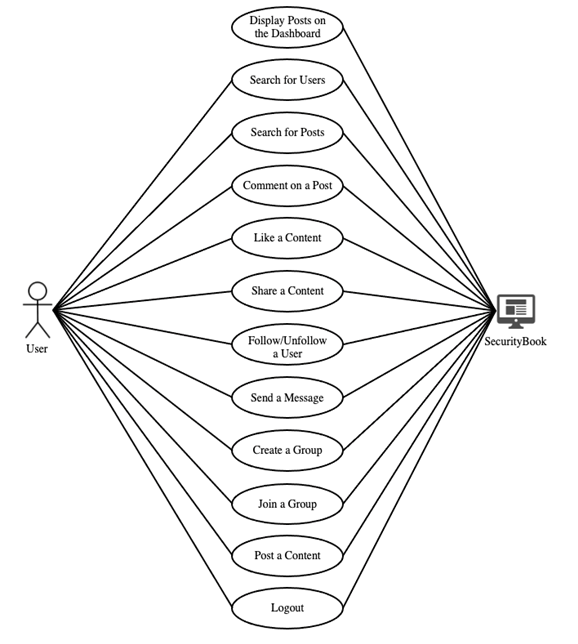 Display Posts on
the Dashboard
Search for Users
Search for Posts
Comment on a Post
Like a Content
Share a Content
Follow/Unfollow
a User
User
SecurityBook
Send a Message
Create a Group
Join a Group
Post a Content
Logout